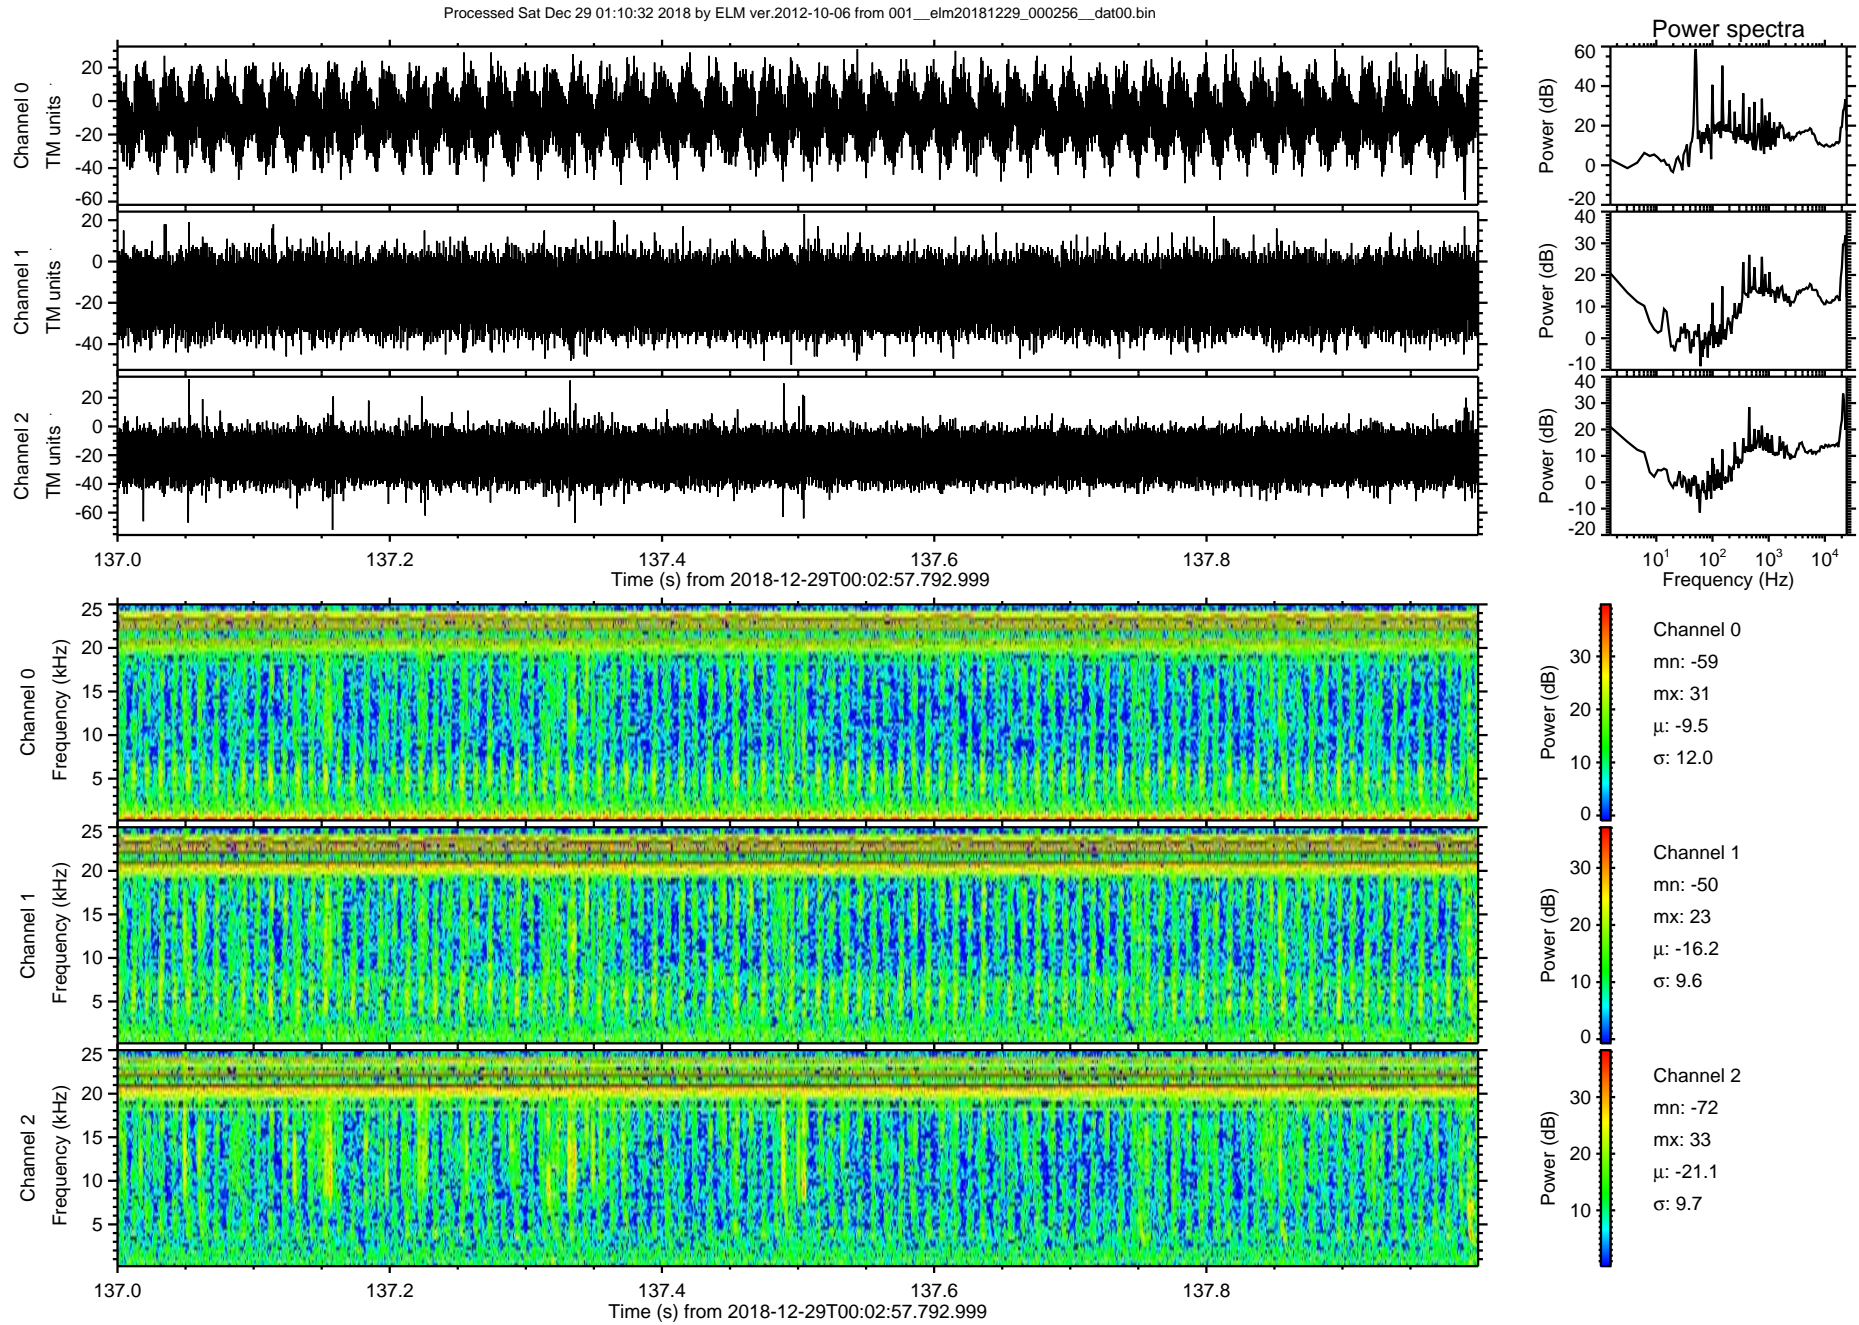 Processed Sat Dec 29 01:10:32 2018 by ELM ver.2012-10-06 from 001__elm20181229_000256__dat00.bin
Power spectra
Channel 0
TM units
20
0
-20
-40
-60
Power (dB)
60
40
20
0
-20
Channel 1
TM units
20
0
-20
-40
Power (dB)
40
30
20
10
0
-10
Channel 2
TM units
20
0
-20
-40
-60
Power (dB)
40
30
20
10
0
-10
-20
137.0 137.2 137.4 137.6 137.8
Time (s) from 2018-12-29T00:02:57.792.999
10^1 10^2 10^3 10^4
Frequency (Hz)
Channel 0
Frequency (kHz)
25
20
15
10
5
Power (dB)
30
20
10
0
Channel 0
mn: -59
mx: 31
μ: -9.5
σ: 12.0
Channel 1
Frequency (kHz)
25
20
15
10
5
Power (dB)
30
20
10
0
Channel 1
mn: -50
mx: 23
μ: -16.2
σ: 9.6
Channel 2
Frequency (kHz)
25
20
15
10
5
Power (dB)
30
20
10
Channel 2
mn: -72
mx: 33
μ: -21.1
σ: 9.7
137.0 137.2 137.4 137.6 137.8
Time (s) from 2018-12-29T00:02:57.792.999